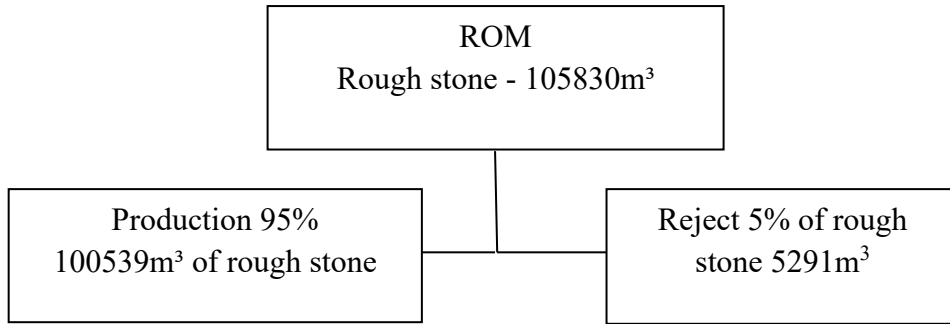 ROM
Rough stone - 105830m³
Production 95%
100539m³ of rough stone
Reject 5% of rough
stone 5291m³